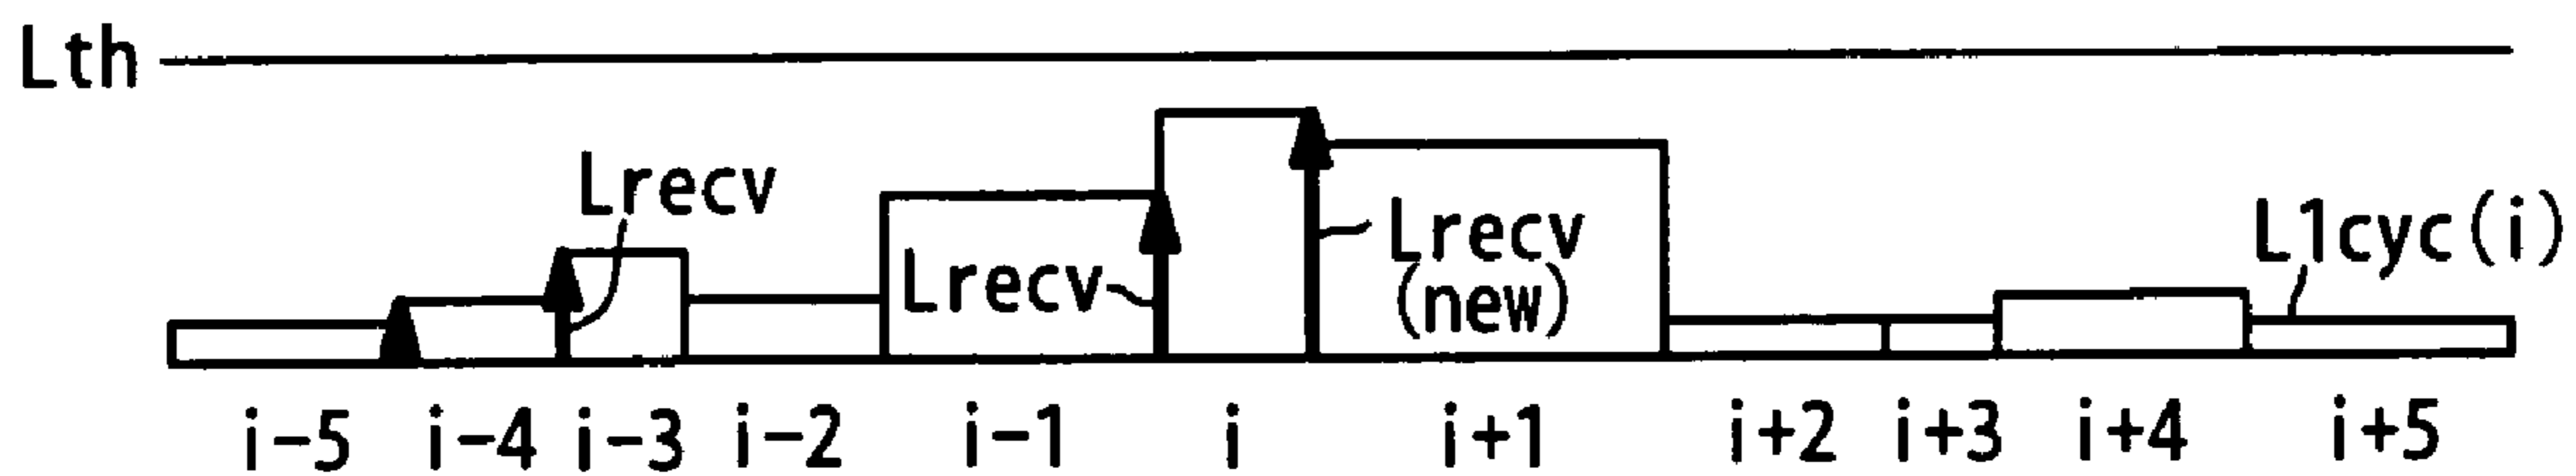 Lth
Lrecv
Lrecv
Lrecv
(new)
L1cyc(i)
i-5 i-4 i-3 i-2 i-1 i i+1 i+2 i+3 i+4 i+5